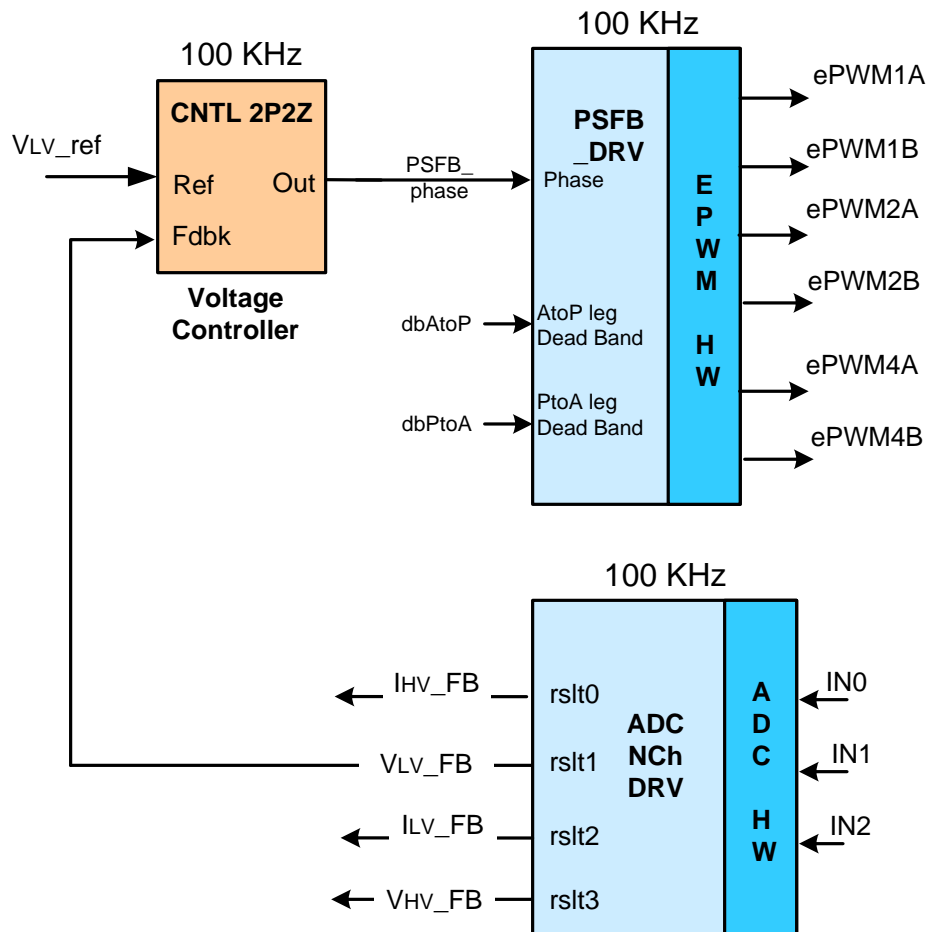 100 KHz
CNTL 2P2Z
VLV_ref
Ref
Out
Fdbk
Voltage
Controller
PSFB_
phase
100 KHz
PSFB
_DRV
Phase
dbAtoP
AtoP leg
Dead Band
dbPtoA
PtoA leg
Dead Band
E
P
W
M
H
W
ePWM1A
ePWM1B
ePWM2A
ePWM2B
ePWM4A
ePWM4B
100 KHz
IHV_FB
rslt0
VLV_FB
rslt1
ILV_FB
rslt2
VHV_FB
rslt3
ADC
NCh
DRV
A
D
C
H
W
IN0
IN1
IN2